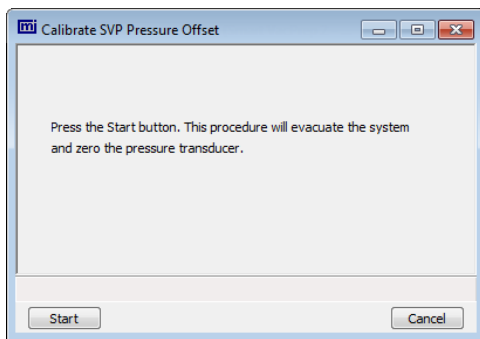 mi Calibrate SVP Pressure Offset
Press the Start button. This procedure will evacuate the system
and zero the pressure transducer.
Start Cancel